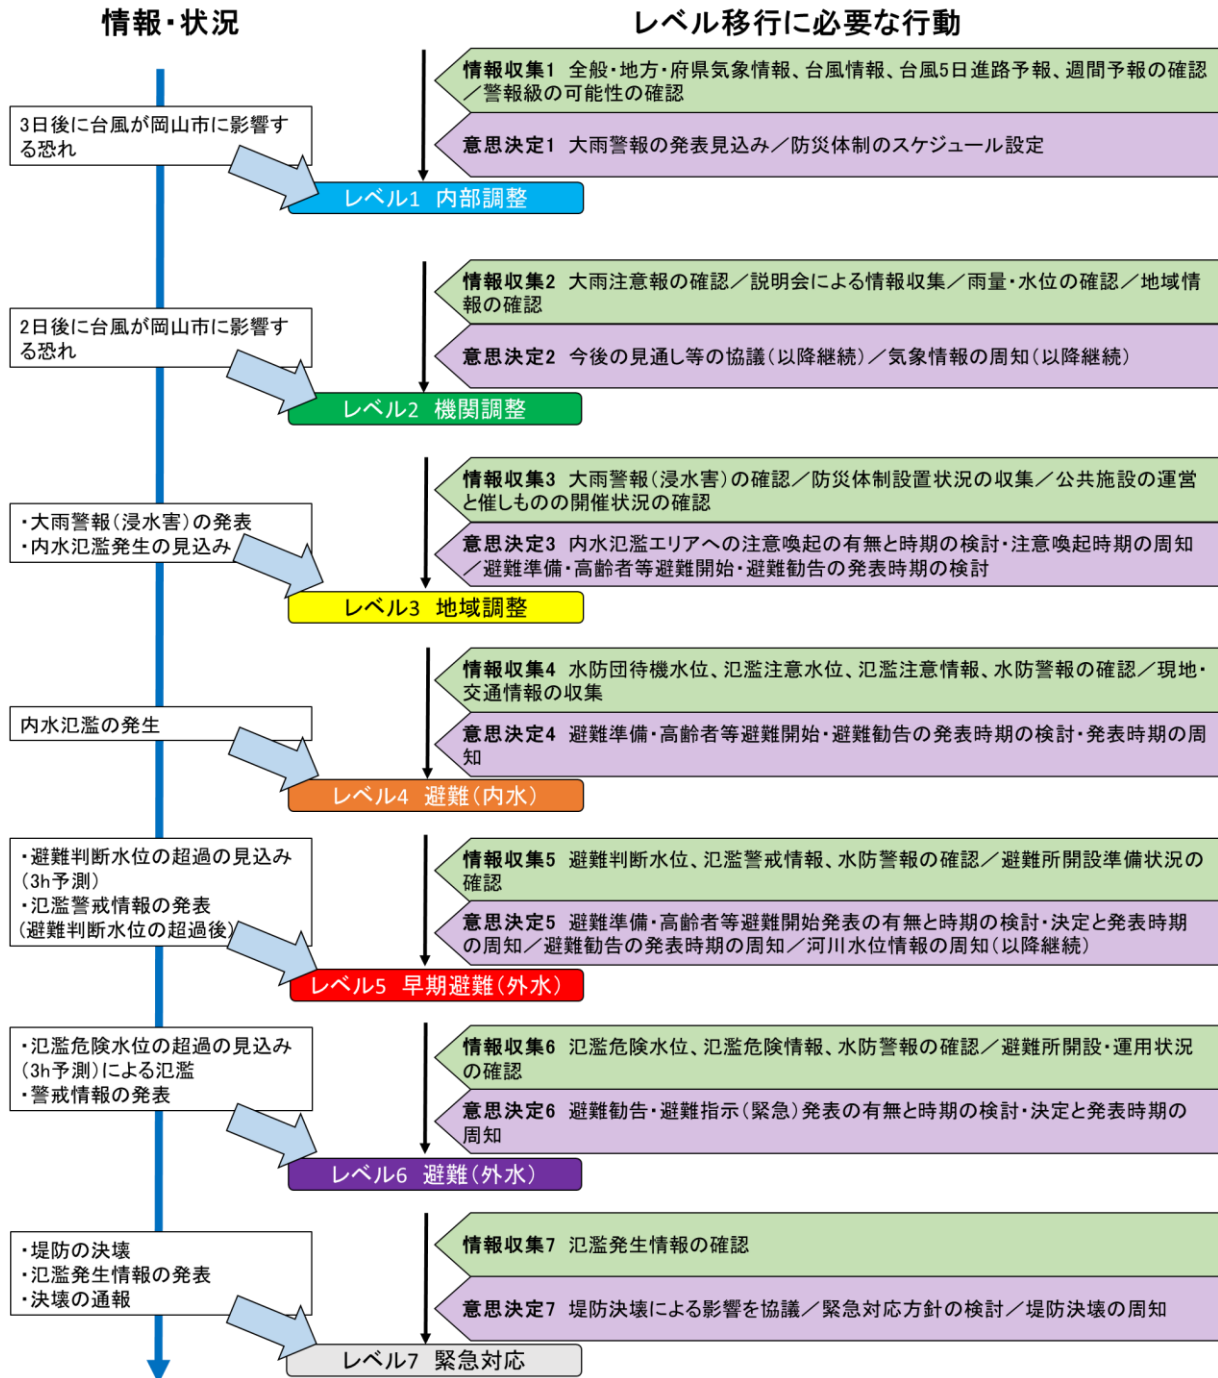 情報・状況
レベル移行に必要な行動
情報収集1 全般・地方・府県気象情報、台風情報、台風5日進路予報、週間予報の確認
／警報級の可能性の確認
3日後に台風が岡山市に影響す
る恐れ
意思決定1 大雨警報の発表見込み／防災体制のスケジュール設定
レベル1 内部調整
情報収集2 大雨注意報の確認／説明会による情報収集／雨量・水位の確認／地域情
報の確認
2日後に台風が岡山市に影響す
る恐れ
意思決定2 今後の見通し等の協議（以降継続）／気象情報の周知（以降継続）
レベル2 機関調整
情報収集3 大雨警報（浸水害）の確認／防災体制設置状況の収集／公共施設の運営
と催しものの開催状況の確認
・大雨警報（浸水害）の発表
・内水氾濫発生の見込み
意思決定3 内水氾濫エリアへの注意喚起の有無と時期の検討・注意喚起時期の周知
／避難準備・高齢者等避難開始・避難勧告の発表時期の検討
レベル3 地域調整
情報収集4 水防団待機水位、氾濫注意水位、氾濫注意情報、水防警報の確認／現地・
交通情報の収集
内水氾濫の発生
意思決定4 避難準備・高齢者等避難開始・避難勧告の発表時期の検討・発表時期の周
知
レベル4 避難（内水）
・避難判断水位の超過の見込み
（3h予測）
・氾濫警戒情報の発表
(避難判断水位の超過後)
情報収集5 避難判断水位、氾濫警戒情報、水防警報の確認／避難所開設準備状況の
確認
意思決定5 避難準備・高齢者等避難開始発表の有無と時期の検討・決定と発表時期
の周知／避難勧告の発表時期の周知／河川水位情報の周知（以降継続）
レベル5 早期避難（外水）
・氾濫危険水位の超過の見込み
（3h予測）による氾濫
・警戒情報の発表
情報収集6 氾濫危険水位、氾濫危険情報、水防警報の確認／避難所開設・運用状況
の確認
意思決定6 避難勧告・避難指示（緊急）発表の有無と時期の検討・決定と発表時期の
周知
レベル6 避難（外水）
・堤防の決壊
・氾濫発生情報の発表
・決壊の通報
情報収集7 氾濫発生情報の確認
意思決定7 堤防決壊による影響を協議／緊急対応方針の検討／堤防決壊の周知
レベル7 緊急対応